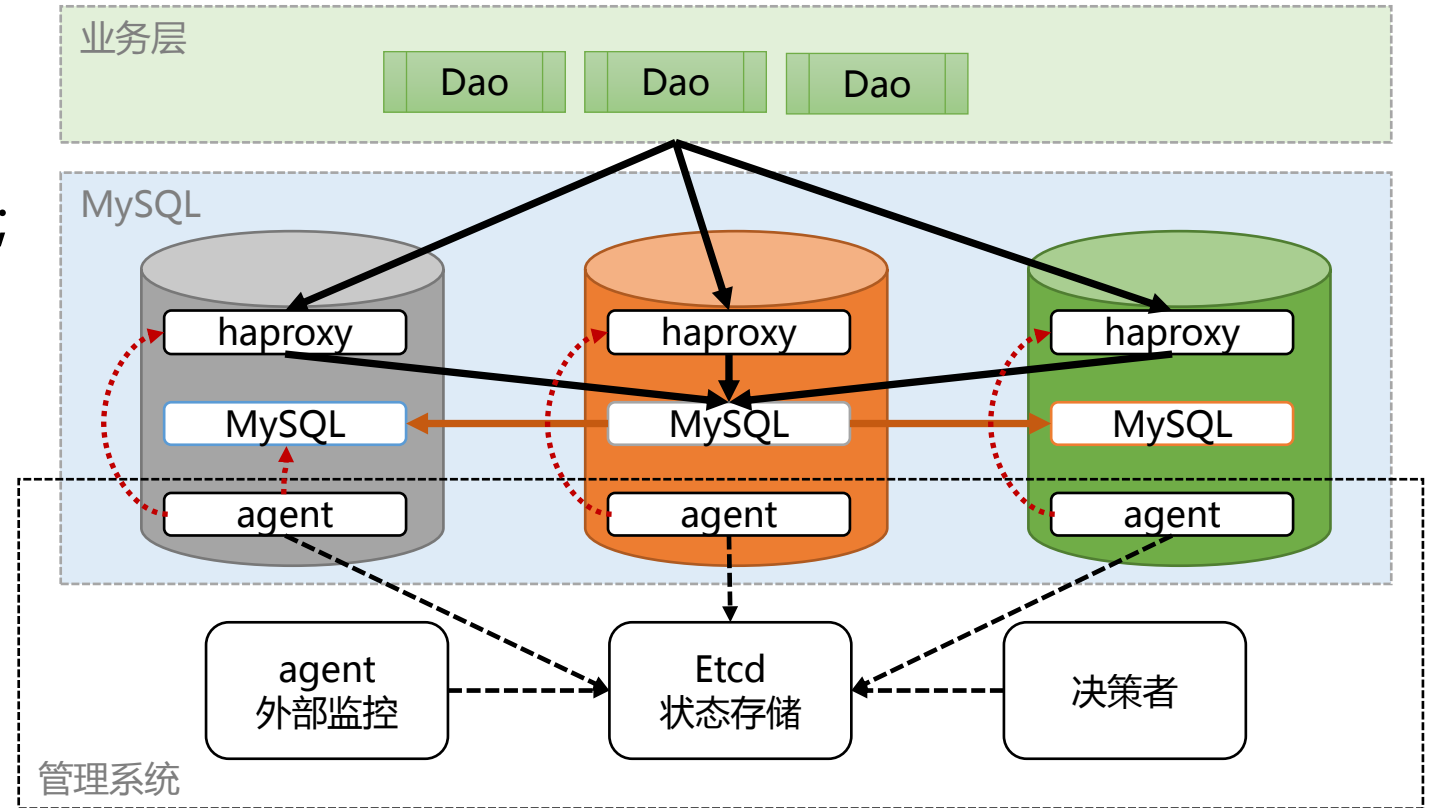 业务层
Dao
Dao
Dao
MySQL
;
haproxy
haproxy
haproxy
MySQL
MySQL
MySQL
agent
agent
agent
agent
外部监控
Etcd
状态存储
决策者
管理系统